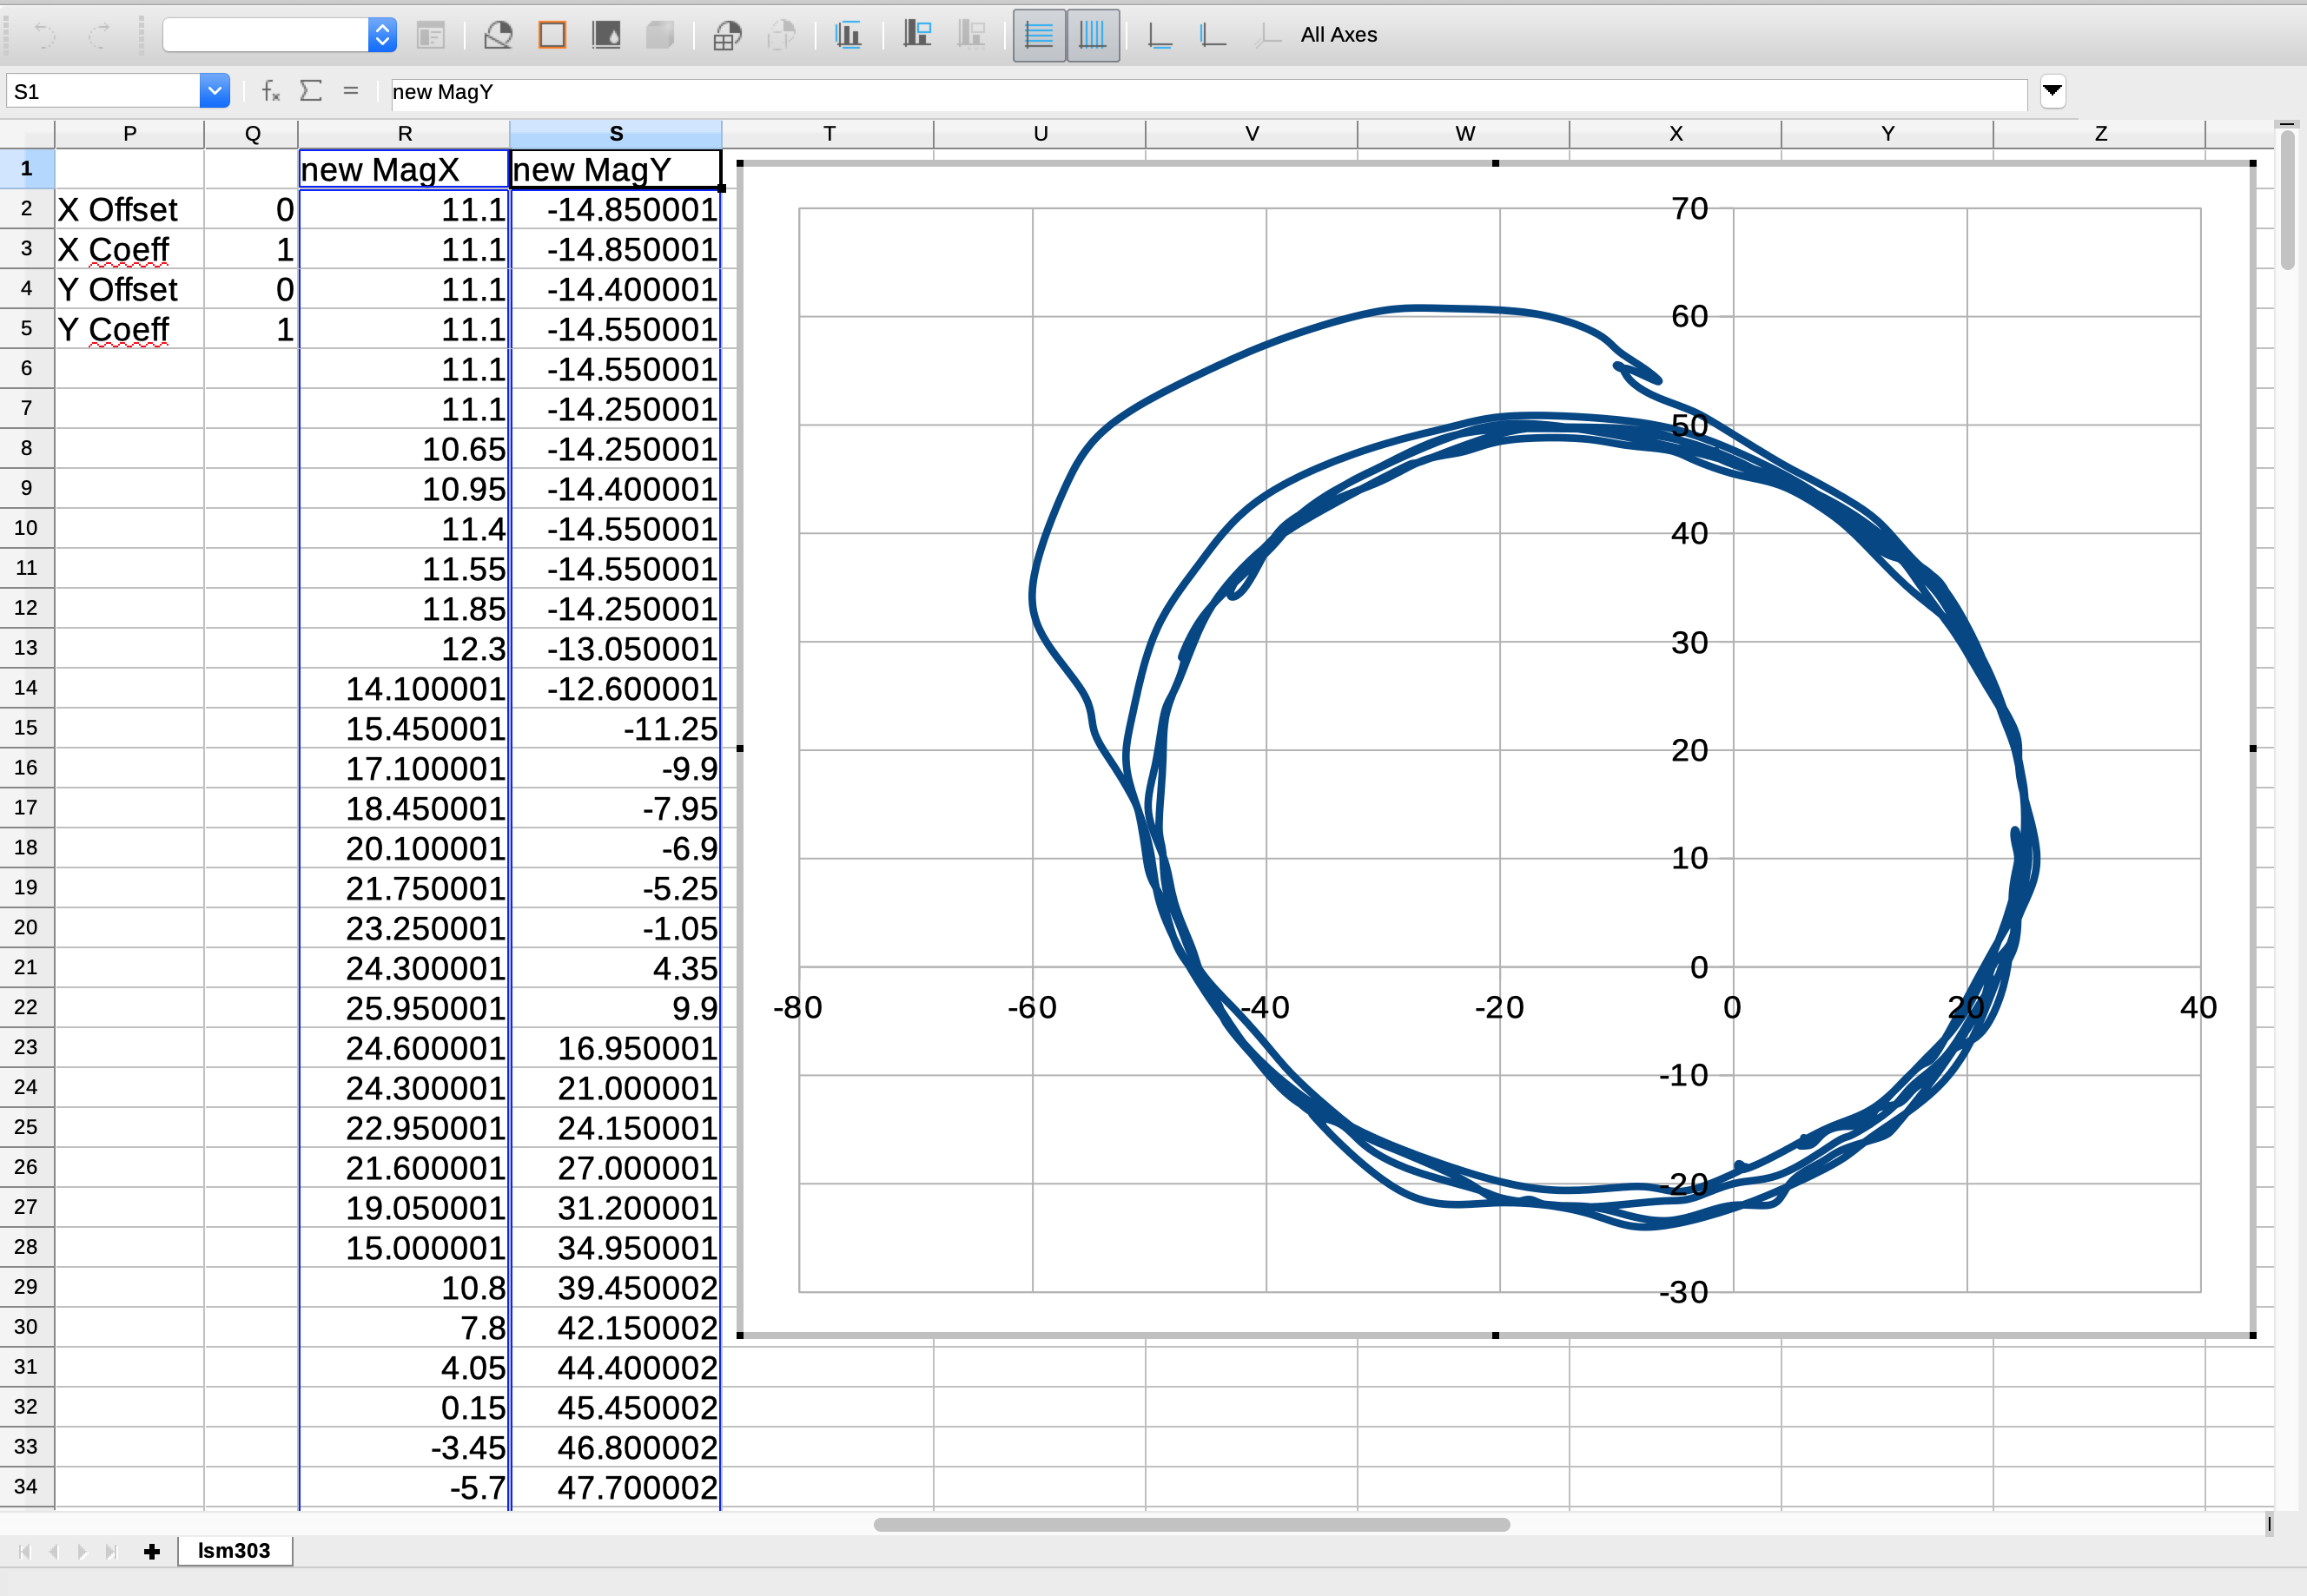 All Axes
S1
new MagY
P Q R S T U V W X Y Z
1 new MagX new MagY
2 X Offset 0 11.1 -14.850001
3 X Coeff 1 11.1 -14.850001
4 Y Offset 0 11.1 -14.400001
5 Y Coeff 1 11.1 -14.550001
6 11.1 -14.550001
7 11.1 -14.250001
8 10.65 -14.250001
9 10.95 -14.400001
10 11.4 -14.550001
11 11.55 -14.550001
12 11.85 -14.250001
13 12.3 -13.050001
14 14.100001 -12.600001
15 15.450001 -11.25
16 17.100001 -9.9
17 18.450001 -7.95
18 20.100001 -6.9
19 21.750001 -5.25
20 23.250001 -1.05
21 24.300001 4.35
22 25.950001 9.9
23 24.600001 16.950001
24 24.300001 21.000001
25 22.950001 24.150001
26 21.600001 27.000001
27 19.050001 31.200001
28 15.000001 34.950001
29 10.8 39.450002
30 7.8 42.150002
31 4.05 44.400002
32 0.15 45.450002
33 -3.45 46.800002
34 -5.7 47.700002
70
60
50
40
30
20
10
0
-80 -60 -40 -20 0 20 40
-10
-20
-30
lsm303